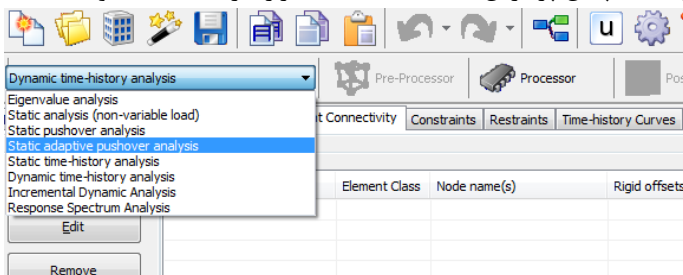 u
Dynamic time-history analysis
Pre-Processor
Processor
Eigenvalue analysis
Static analysis (non-variable load)
Static pushover analysis
Static adaptive pushover analysis
Static time-history analysis
Dynamic time-history analysis
Incremental Dynamic Analysis
Response Spectrum Analysis
Connectivity Constraints Restraints Time-history Curves
Element Class Node name(s) Rigid offsets
Edit
Remove